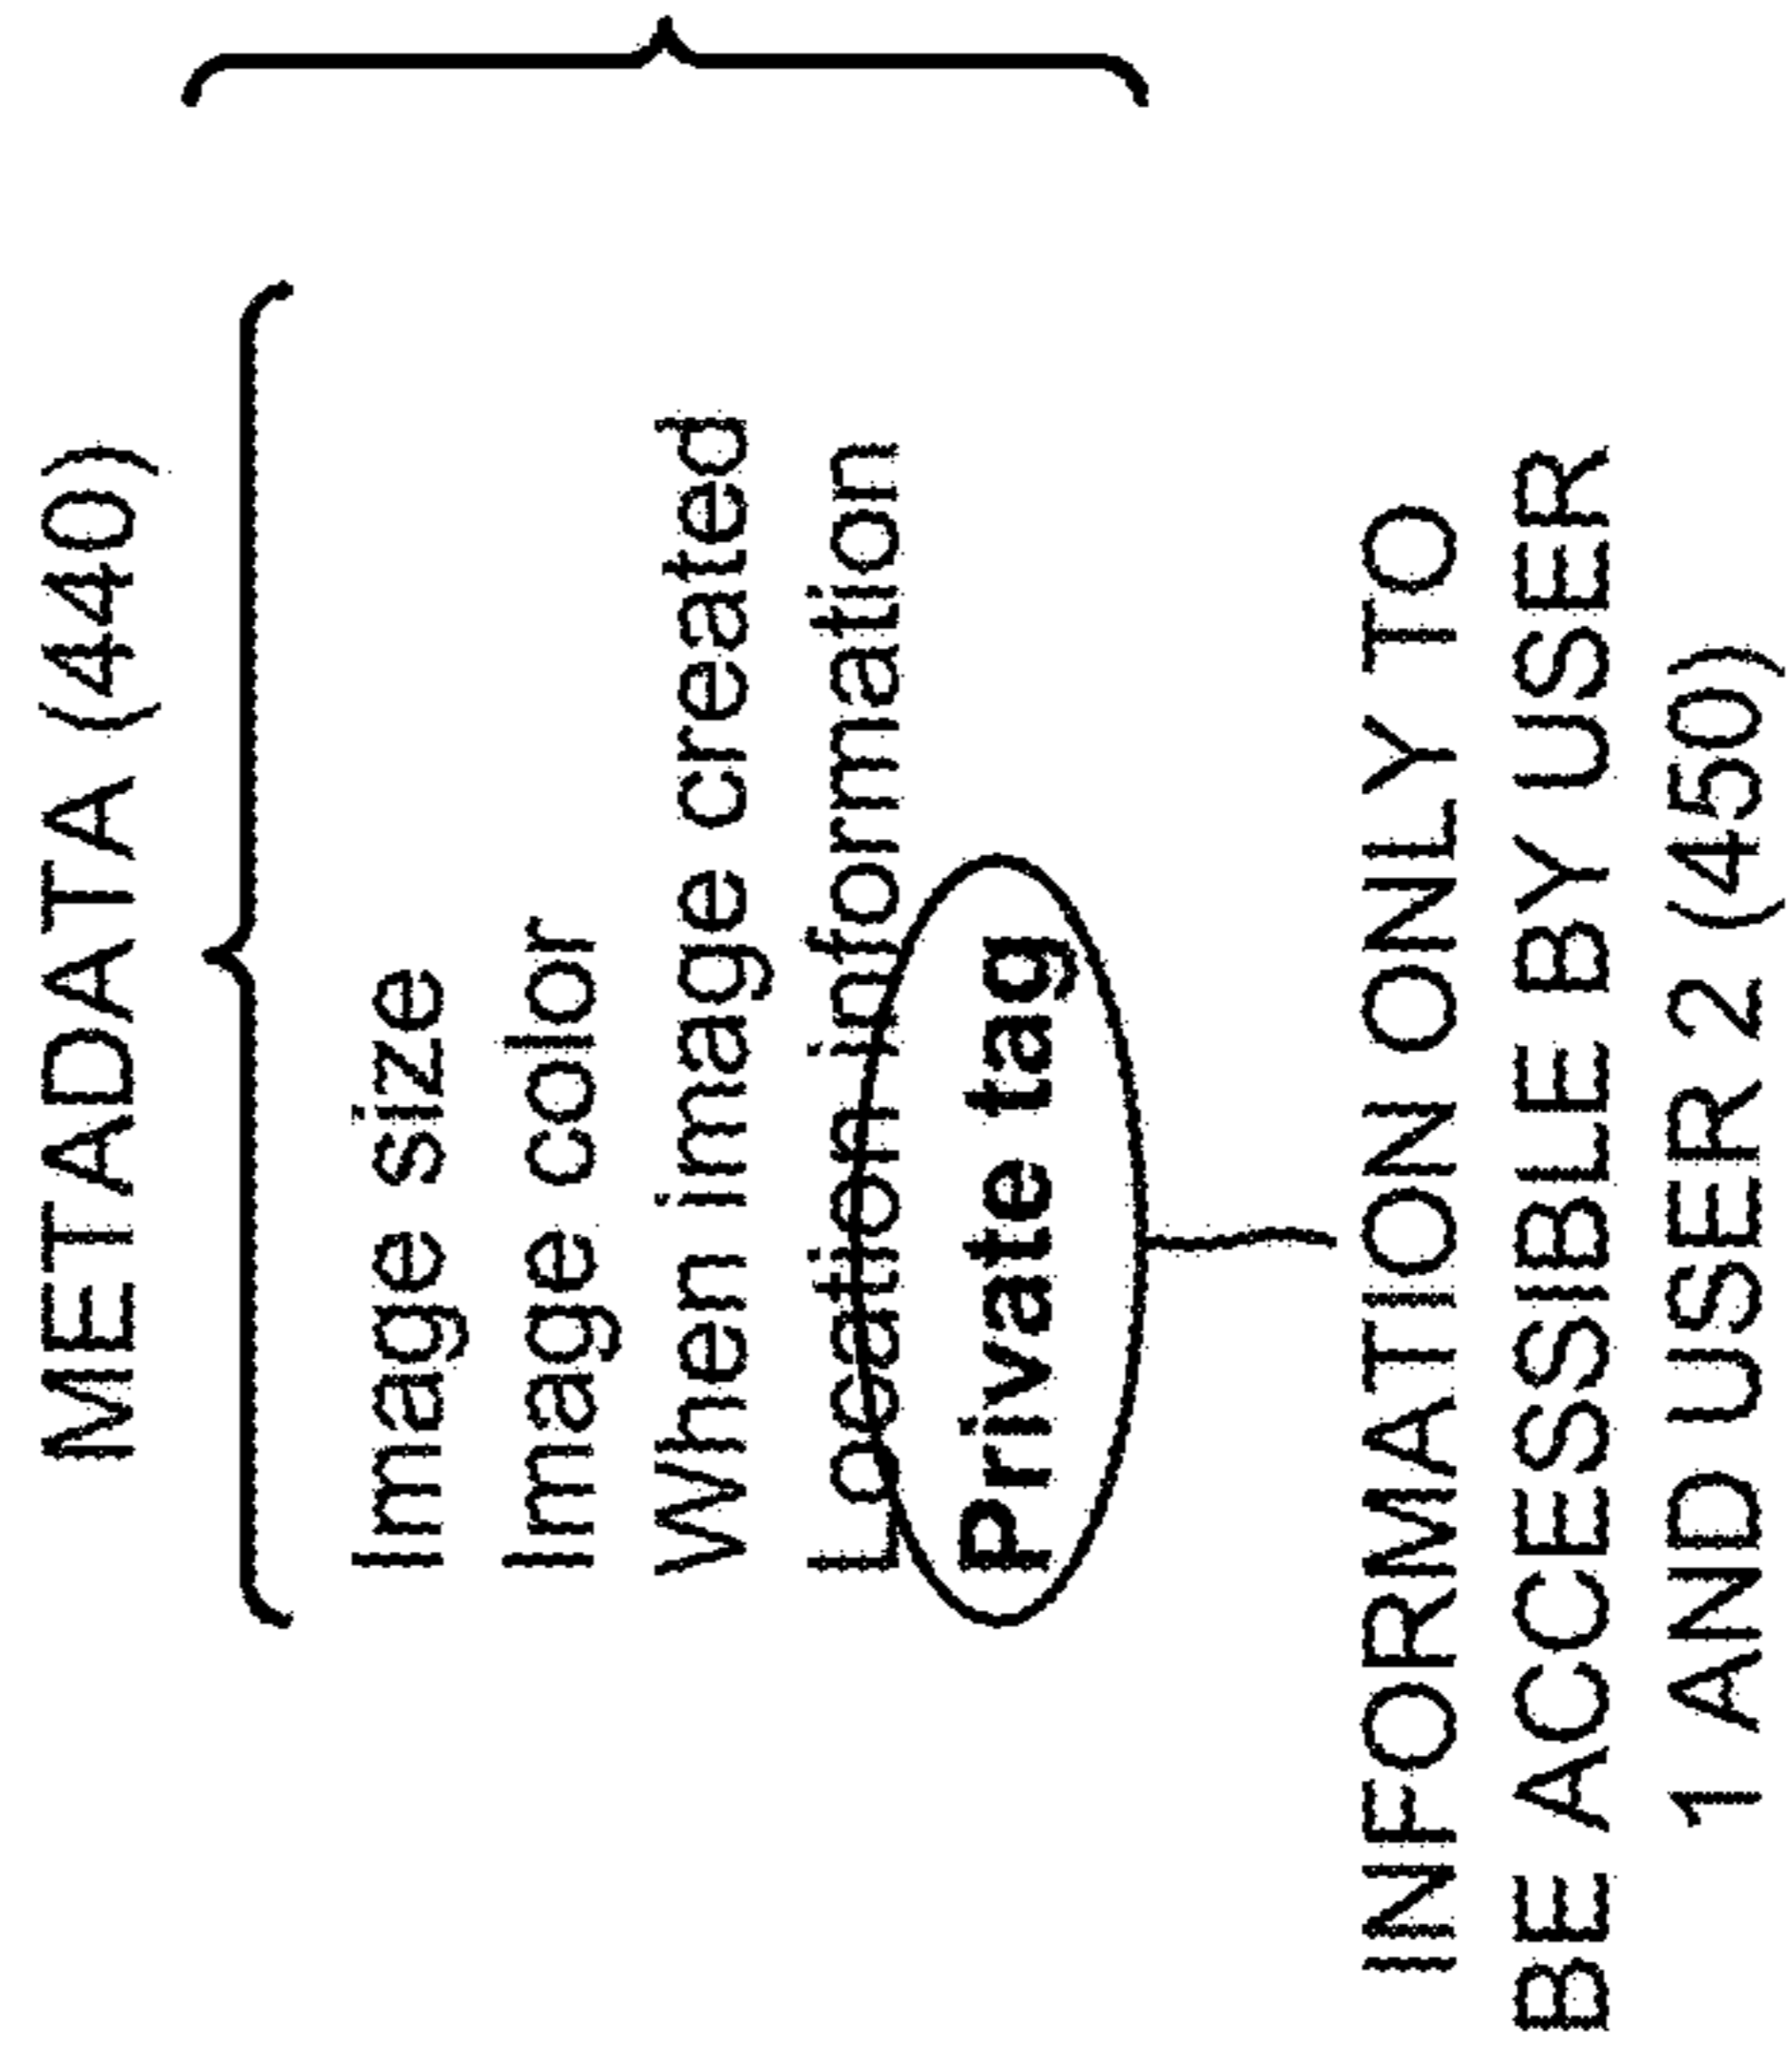 METADATA (440)
Image size
Image color
When image created
Location information
Private tag
INFORMATION ONLY TO
BE ACCESSIBLE BY USER
1 AND USER 2 (450)